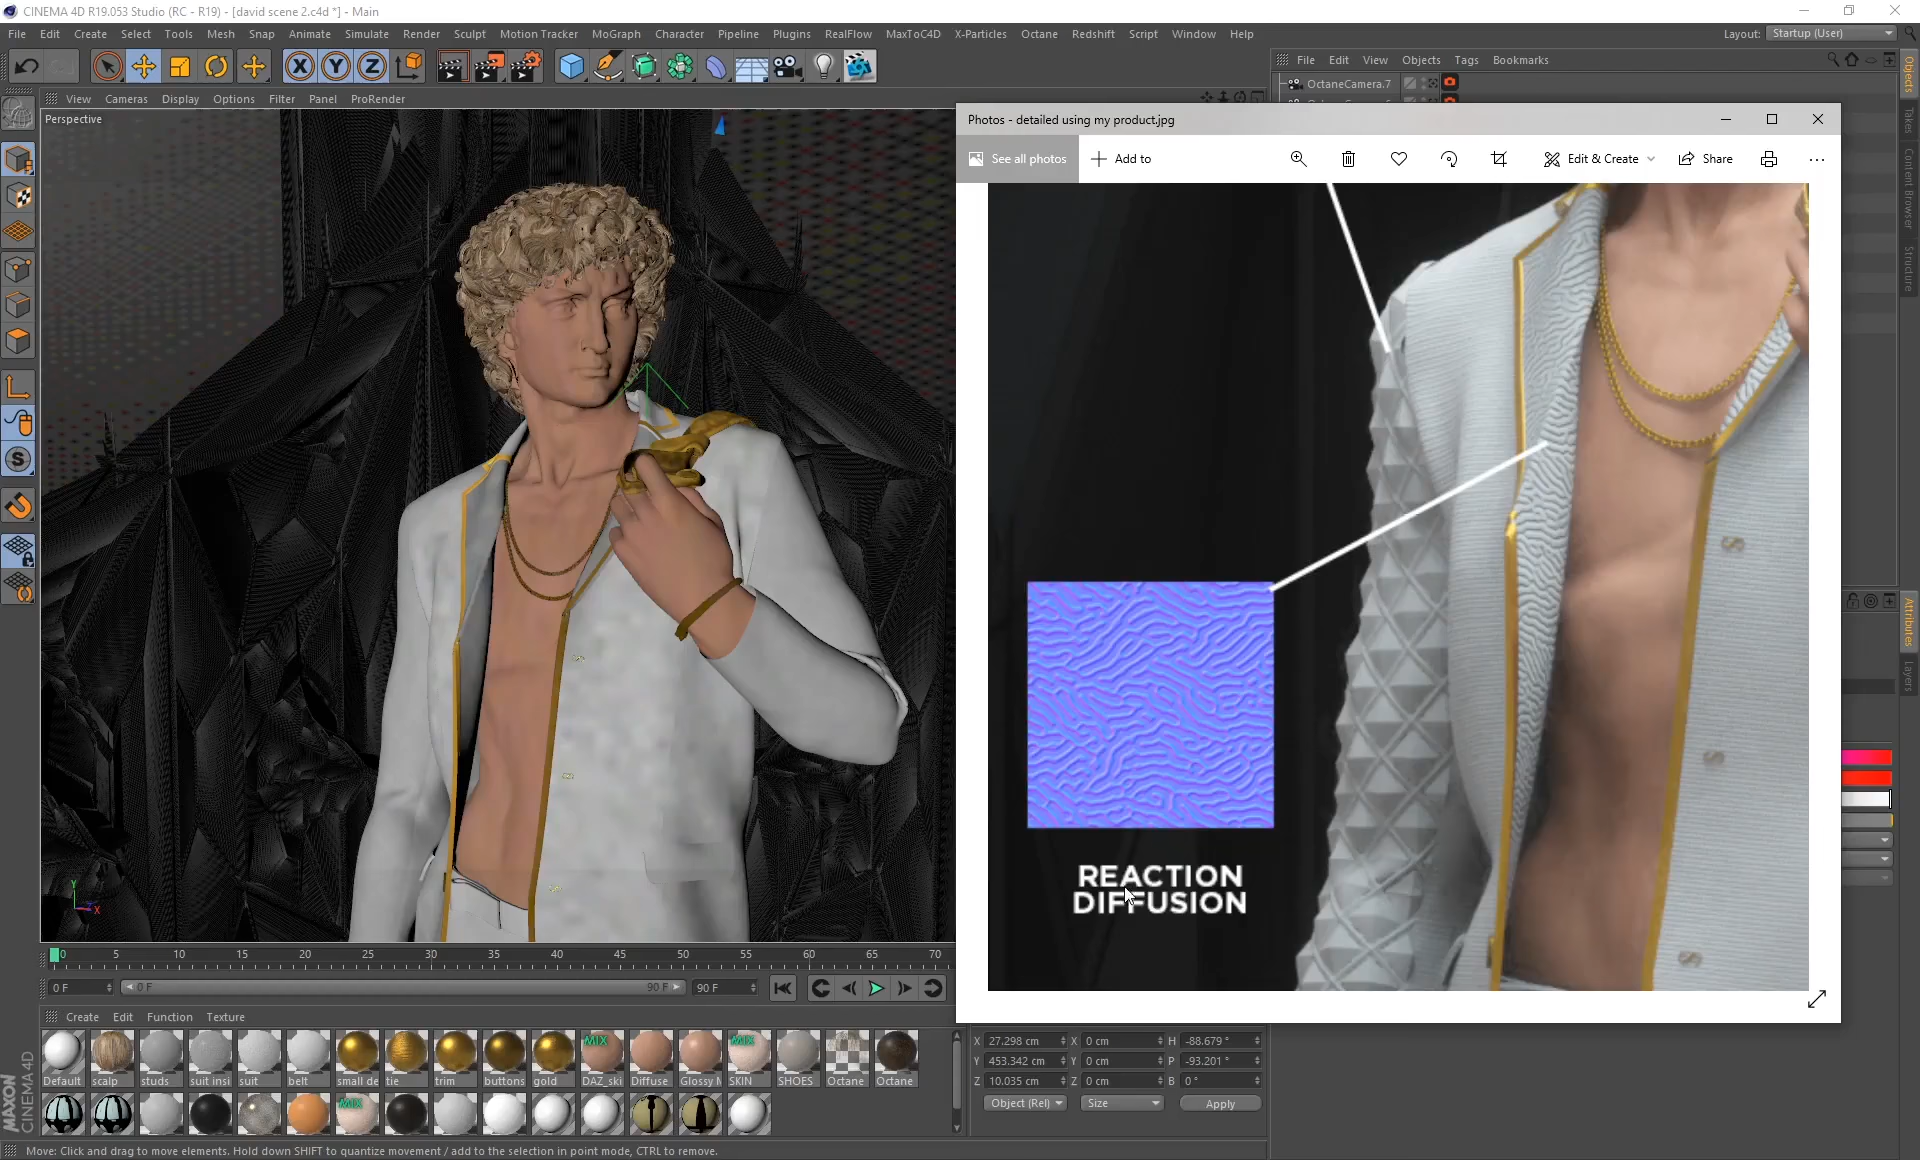 CINEMA 4D R19.053 Studio (RC - R19) - [david scene 2.c4d *] - Main
File Edit Create Select Tools Mesh Snap Animate Simulate Render Sculpt Motion Tracker MoGraph Character Pipeline Plugins RealFlow MaxToC4D X-Particles Octane Redshift Script Window Help
Layout: Startup (User)
X Y Z
File Edit View Objects Tags Bookmarks
OctaneCamera.7
View Cameras Display Options Filter Panel ProRender
Perspective
Photos - detailed using my product.jpg
See all photos
Add to
Edit & Create
Share
REACTION
DIFFUSION
Objects
Takes
Content Browser
Structure
Attributes
Layers
S
Y
X
0 5 10 15 20 25 30 35 40 45 50 55 60 65 70
0 F 0 F 90 F 90 F
Create Edit Function Texture
Default scalp studs suit insi suit belt small de tie trim buttons gold DAZ_ski Diffuse Glossy M SKIN SHOES Octane Octane
MIX
MIX
MIX
X 27.298 cm X 0 cm H -88.679 °
Y 453.342 cm Y 0 cm P -93.201 °
Z 10.035 cm Z 0 cm B 0 °
Object (Rel) Size Apply
MAXON
CINEMA 4D
Move: Click and drag to move elements. Hold down SHIFT to quantize movement / add to the selection in point mode, CTRL to remove.